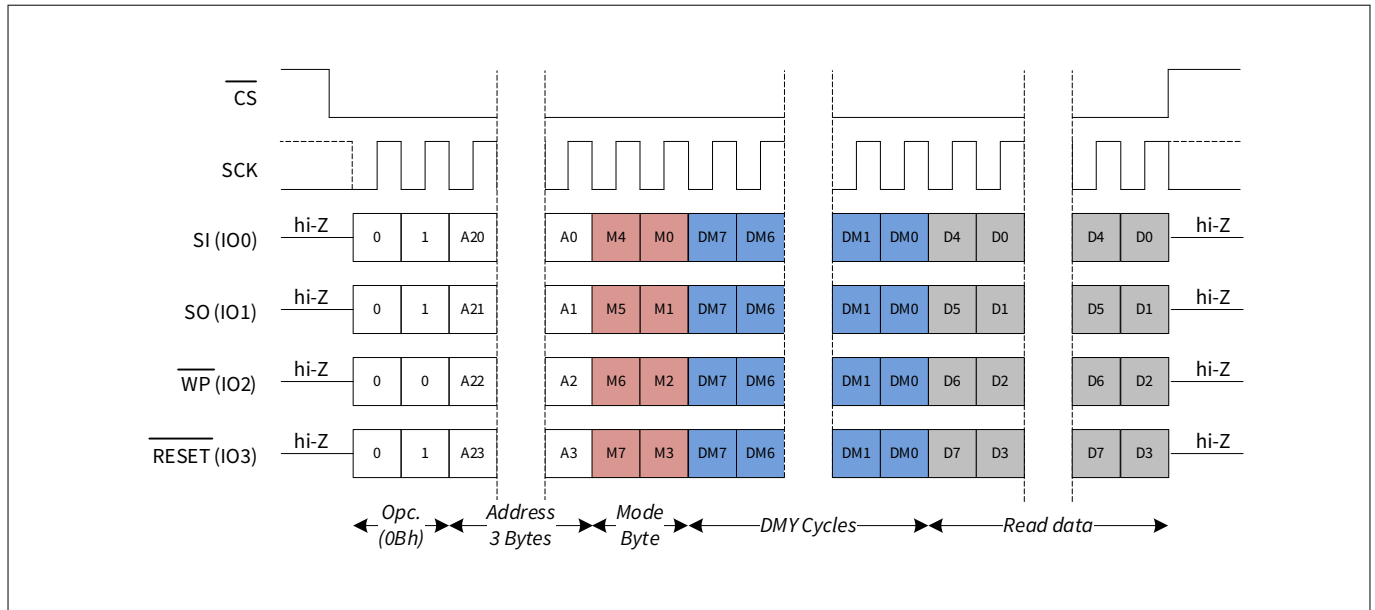 CS
SCK
SI (IO0) hi-Z 0 1 A20 A0 M4 M0 DM7 DM6 DM1 DM0 D4 D0 D4 D0 hi-Z
SO (IO1) hi-Z 0 1 A21 A1 M5 M1 DM7 DM6 DM1 DM0 D5 D1 D5 D1 hi-Z
WP (IO2) hi-Z 0 0 A22 A2 M6 M2 DM7 DM6 DM1 DM0 D6 D2 D6 D2 hi-Z
RESET (IO3) hi-Z 0 1 A23 A3 M7 M3 DM7 DM6 DM1 DM0 D7 D3 D7 D3 hi-Z
Opc. Address Mode
(0Bh) 3 Bytes Byte DMY Cycles Read data